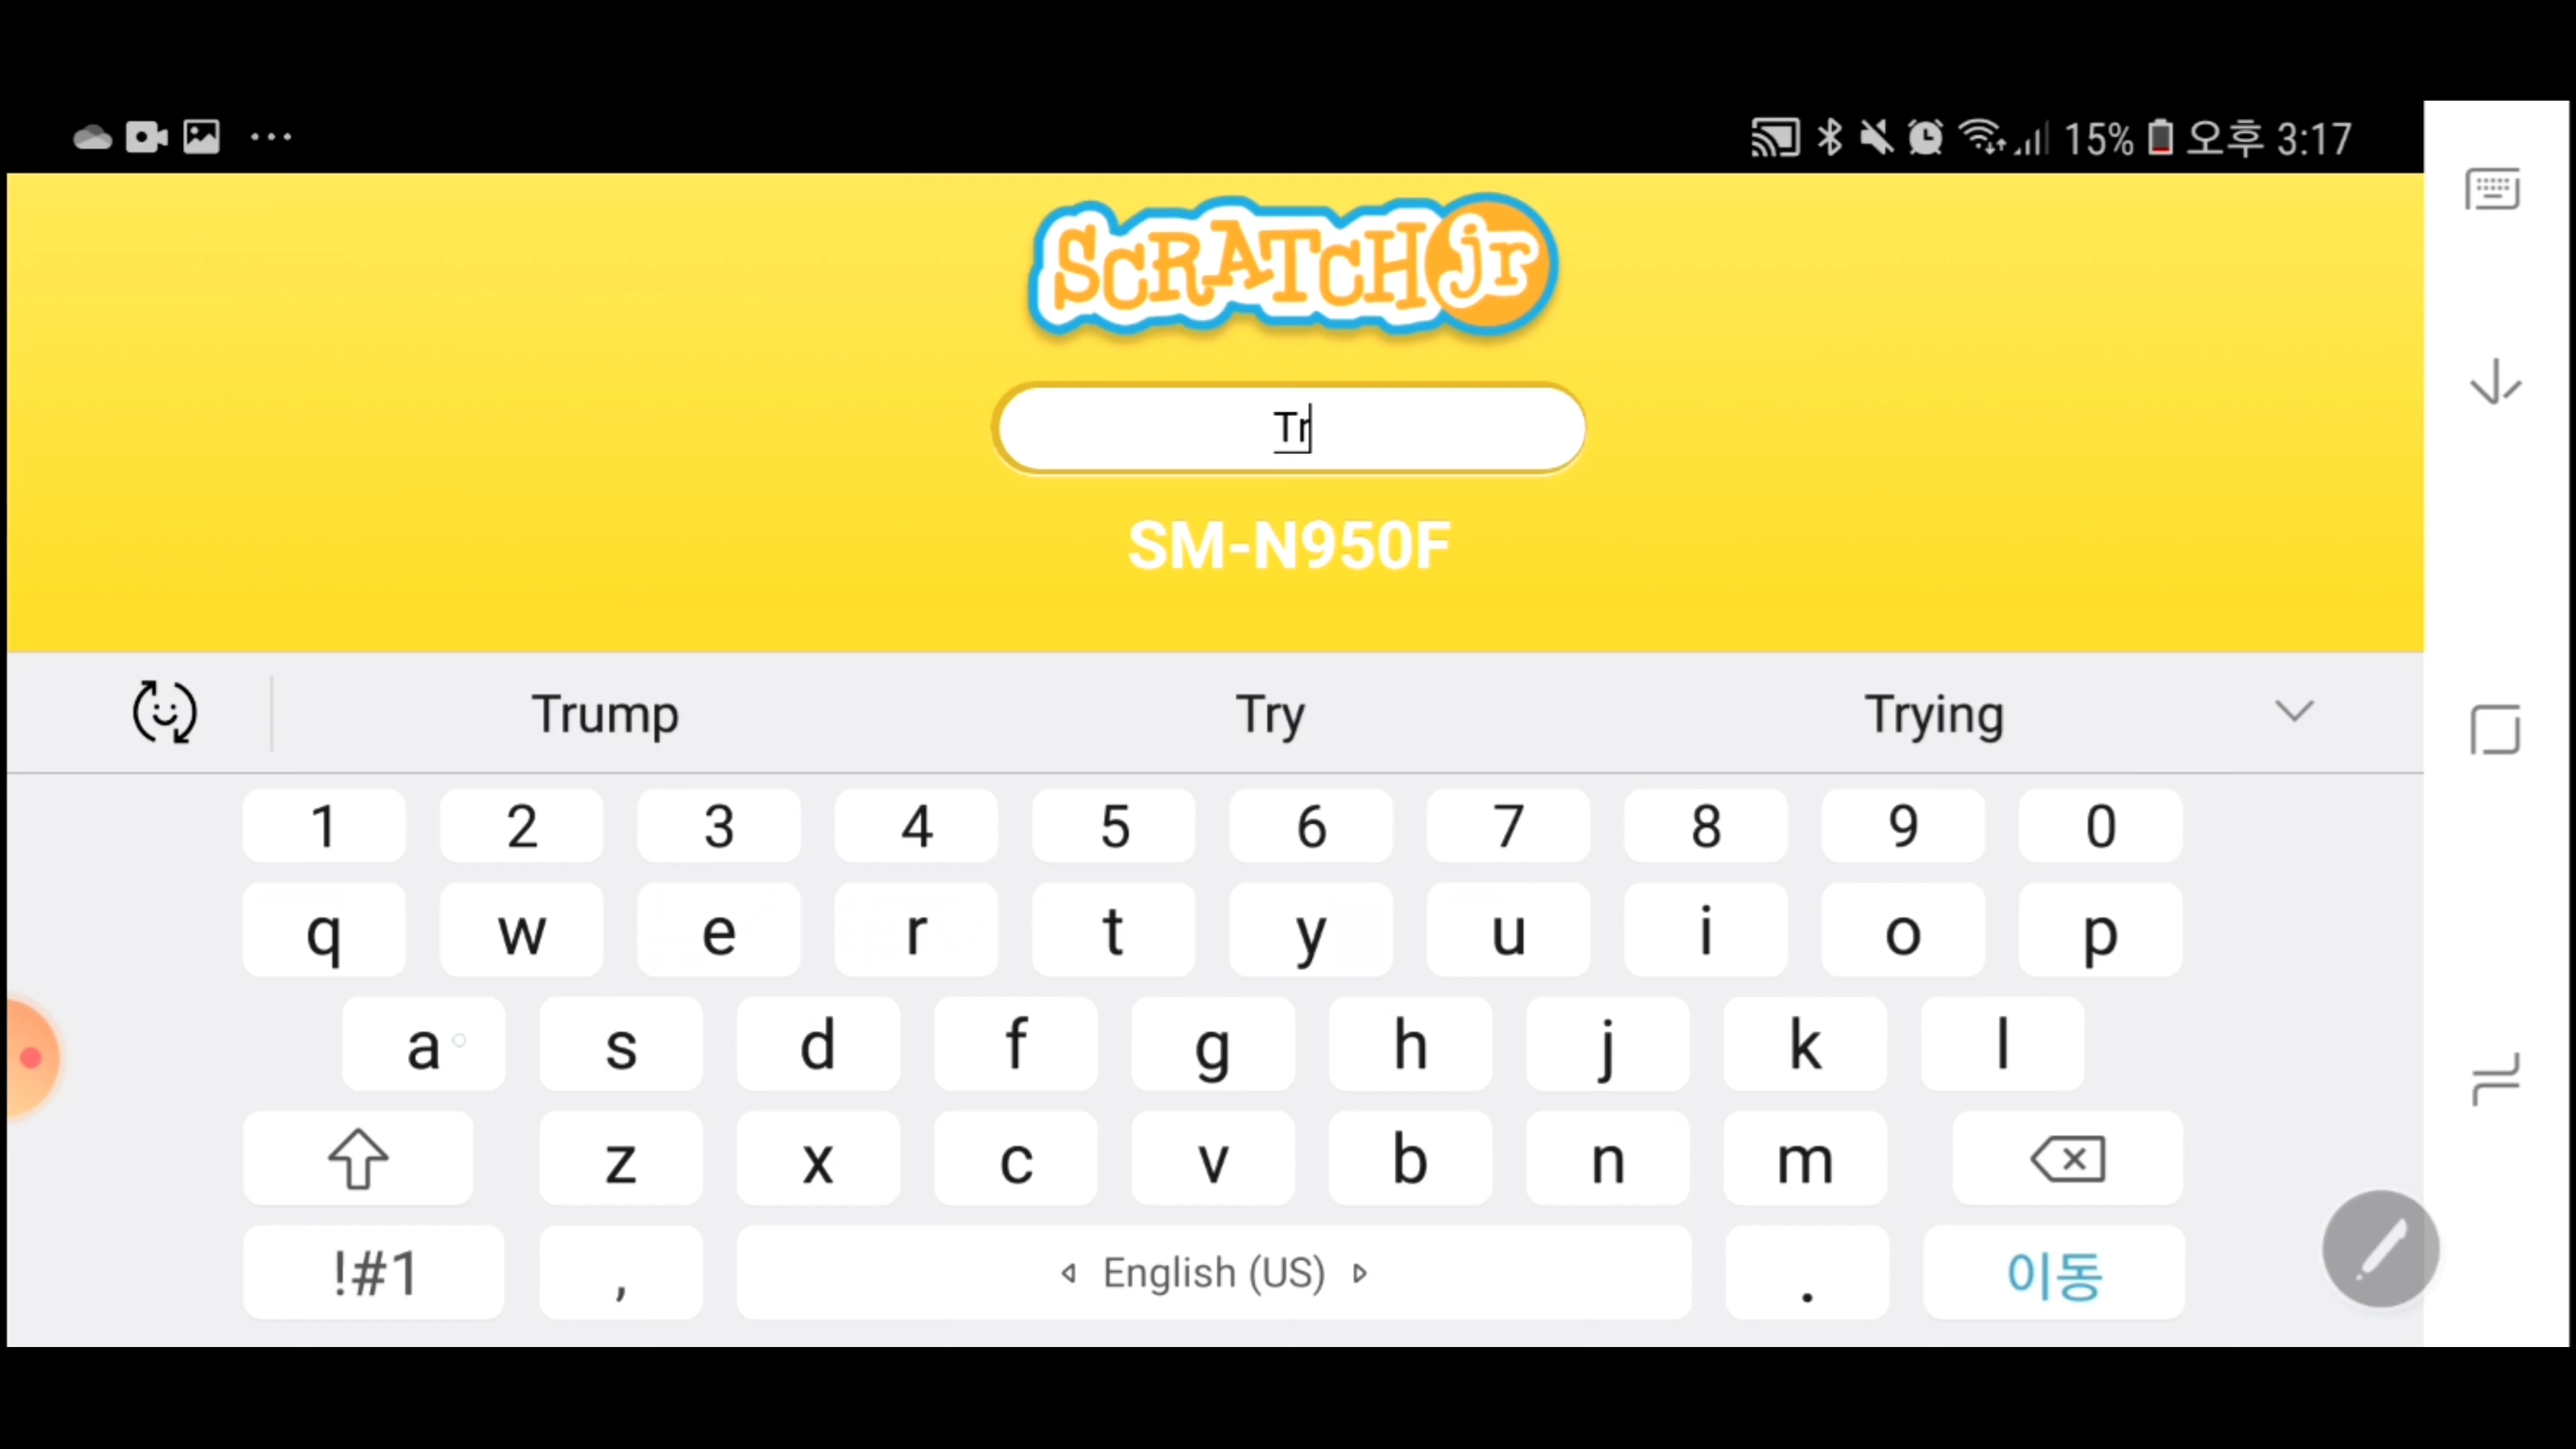 15% 오후 3:17
SCRATCH jr
Tr
SM-N950F
Trump Try Trying
1 2 3 4 5 6 7 8 9 0
q w e r t y u i o p
a s d f g h j k l
z x c v b n m
!#1 , English (US) . 이동